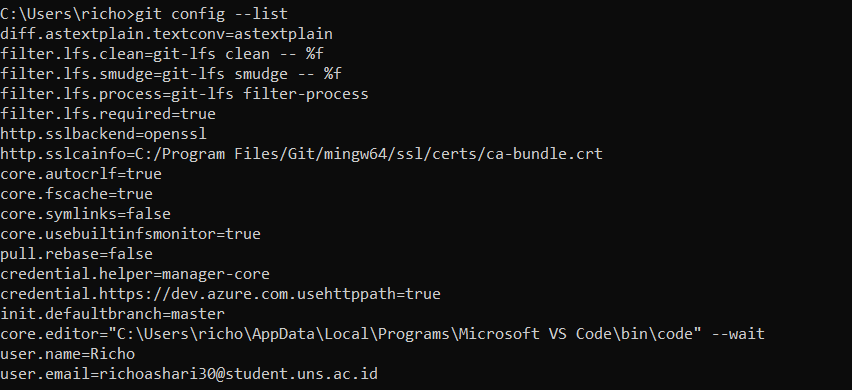 C:\Users\richo>git config --list
diff.astextplain.textconv=astextplain
filter.lfs.clean=git-lfs clean -- %f
filter.lfs.smudge=git-lfs smudge -- %f
filter.lfs.process=git-lfs filter-process
filter.lfs.required=true
http.sslbackend=openssl
http.sslcainfo=C:/Program Files/Git/mingw64/ssl/certs/ca-bundle.crt
core.autocrlf=true
core.fscache=true
core.symlinks=false
core.usebuiltinfsmonitor=true
pull.rebase=false
credential.helper=manager-core
credential.https://dev.azure.com.usehttppath=true
init.defaultbranch=master
core.editor="C:\Users\richo\AppData\Local\Programs\Microsoft VS Code\bin\code" --wait
user.name=Richo
user.email=richoashari30@student.uns.ac.id